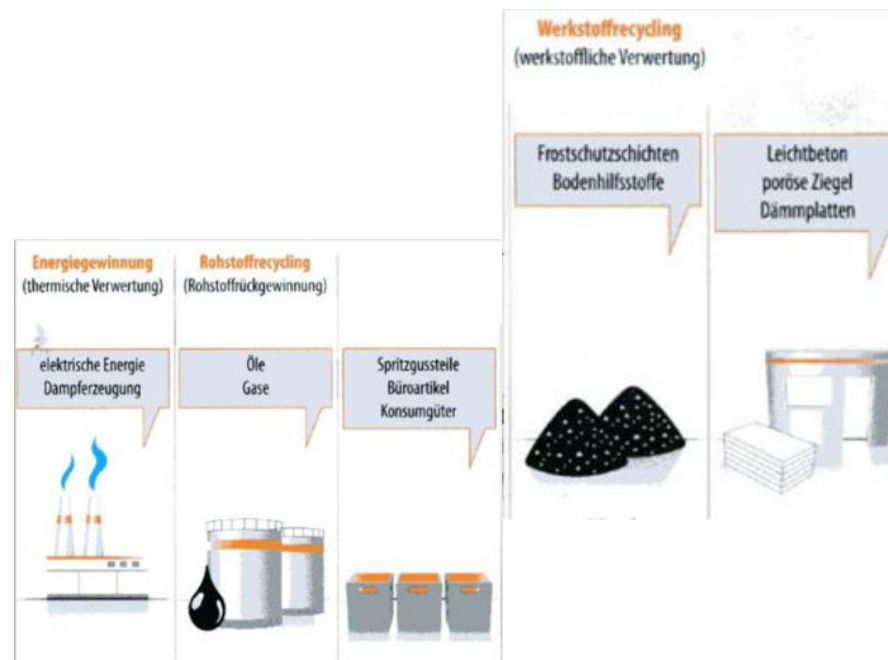 Werkstoffrecycling
(werkstoffliche Verwertung)
Frostschutzschichten
Bodenhilfsstoffe
Leichtbeton
poröse Ziegel
Dämmplatten
Energiegewinnung
(thermische Verwertung)
Rohstoffrecycling
(Rohstoffrückgewinnung)
elektrische Energie
Dampferzeugung
Öle
Gase
Spritzgussteile
Büroartikel
Konsumgüter